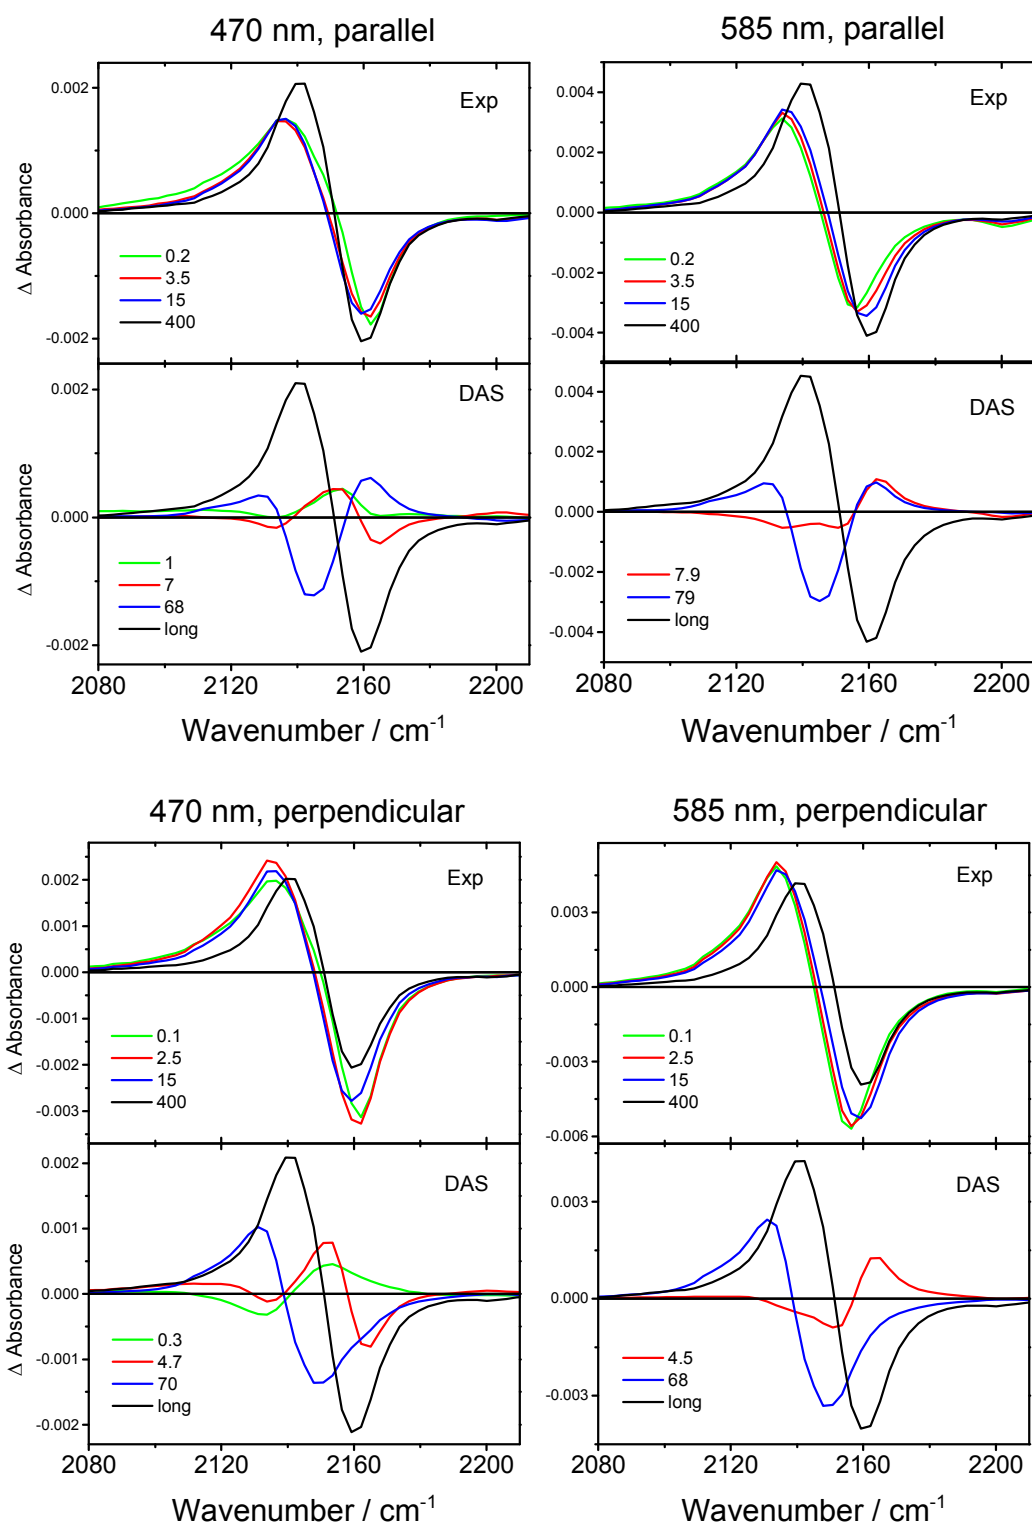 470 nm, parallel
585 nm, parallel
Δ Absorbance
0.002
0.000
-0.002
Exp
0.2
3.5
15
400
0.004
0.002
0.000
-0.002
-0.004
Exp
0.2
3.5
15
400
Δ Absorbance
0.002
0.000
-0.002
DAS
1
7
68
long
0.004
0.002
0.000
-0.002
-0.004
DAS
7.9
79
long
2080 2120 2160 2200
2080 2120 2160 2200
Wavenumber / cm-1
Wavenumber / cm-1
470 nm, perpendicular
585 nm, perpendicular
Δ Absorbance
0.002
0.001
0.000
-0.001
-0.002
-0.003
Exp
0.1
2.5
15
400
0.003
0.000
-0.003
-0.006
Exp
0.1
2.5
15
400
Δ Absorbance
0.002
0.001
0.000
-0.001
-0.002
DAS
0.3
4.7
70
long
0.003
0.000
-0.003
DAS
4.5
68
long
2080 2120 2160 2200
2080 2120 2160 2200
Wavenumber / cm-1
Wavenumber / cm-1